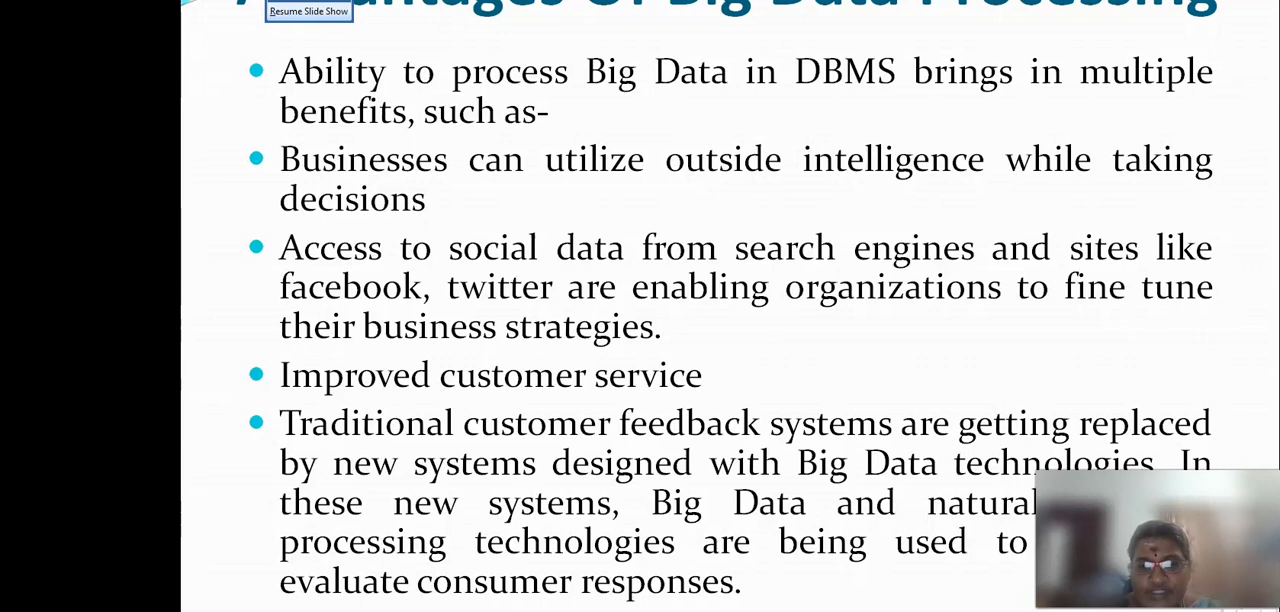 Resume Slide Show
Of Big Data Processing
Ability to process Big Data in DBMS brings in multiple
benefits, such as-
Businesses can utilize outside intelligence while taking
decisions
Access to social data from search engines and sites like
facebook, twitter are enabling organizations to fine tune
their business strategies.
Improved customer service
Traditional customer feedback systems are getting replaced
by new systems designed with Big Data technologies. In
these new systems, Big Data and natural
processing technologies are being used to
evaluate consumer responses.